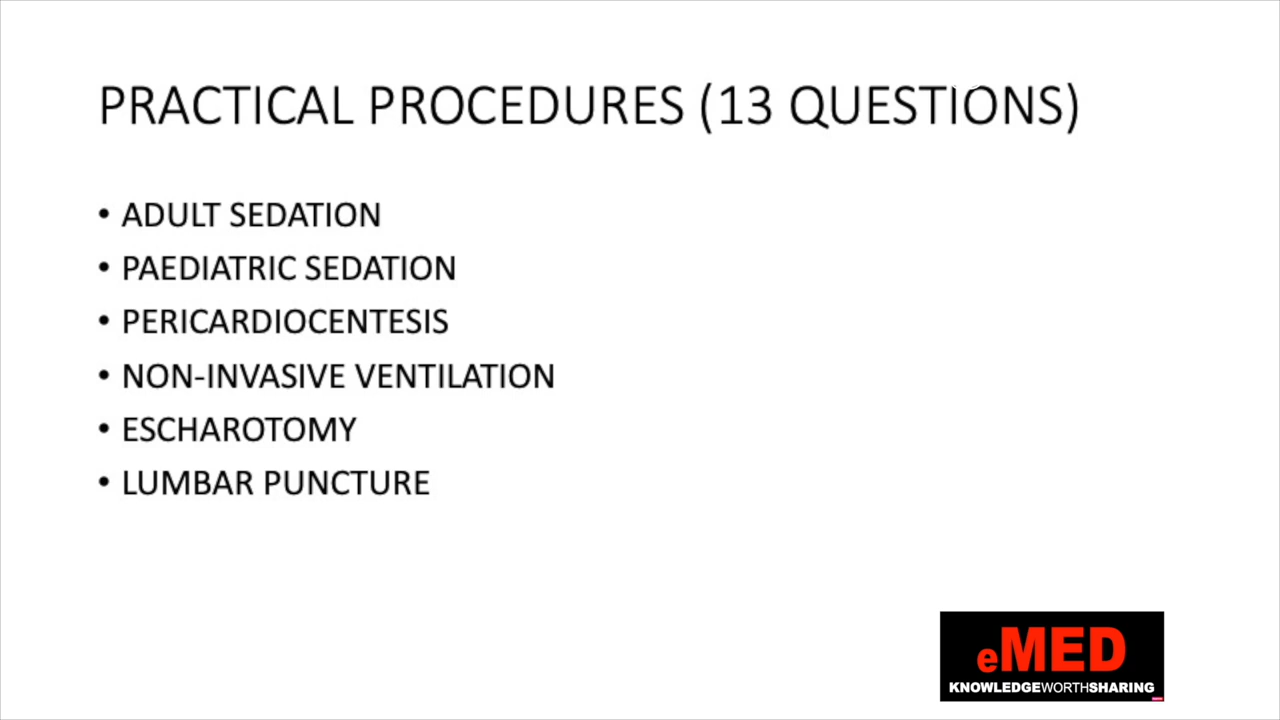 PRACTICAL PROCEDURES (13 QUESTIONS)
• ADULT SEDATION
• PAEDIATRIC SEDATION
• PERICARDIOCENTESIS
• NON-INVASIVE VENTILATION
• ESCHAROTOMY
• LUMBAR PUNCTURE
eMED
KNOWLEDGEWORTHSHARING